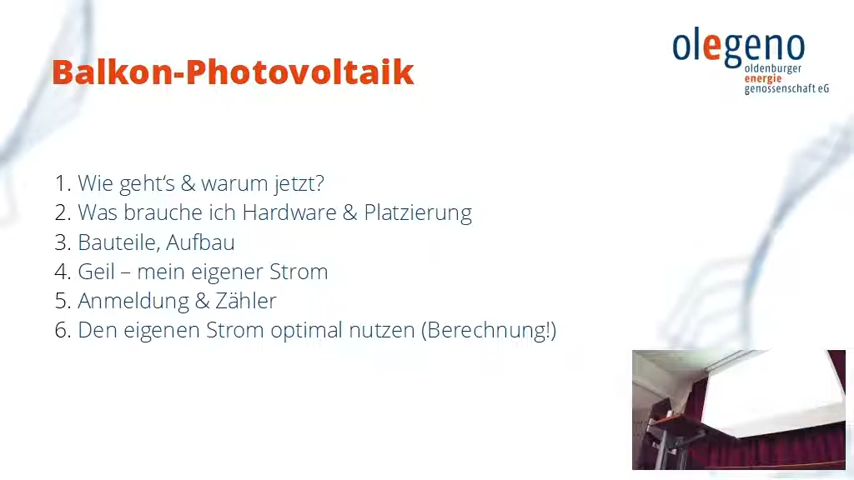 Balkon-Photovoltaik
olegeno
oldenburger
energie
genossenschaft eG
1. Wie geht's & warum jetzt?
2. Was brauche ich Hardware & Platzierung
3. Bauteile, Aufbau
4. Geil – mein eigener Strom
5. Anmeldung & Zähler
6. Den eigenen Strom optimal nutzen (Berechnung!)